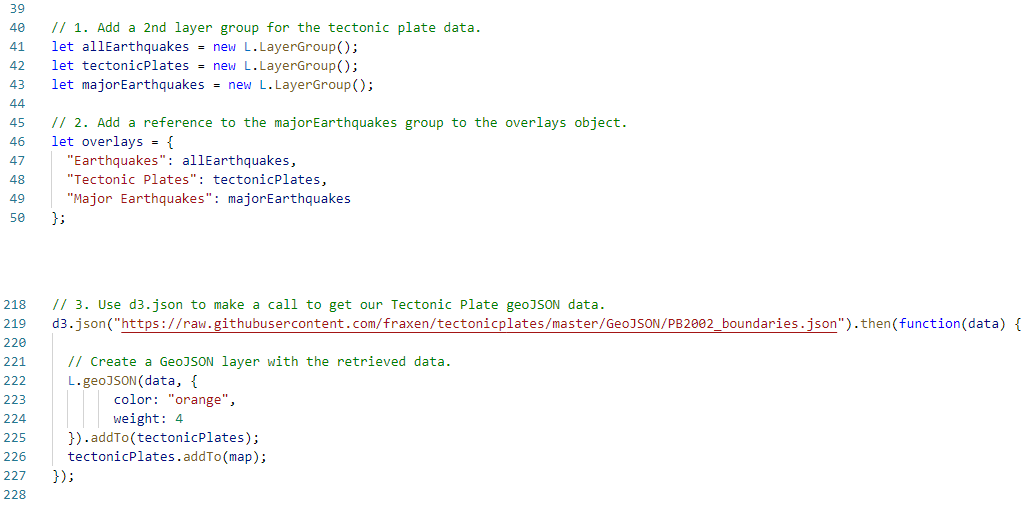 39
40 // 1. Add a 2nd layer group for the tectonic plate data.
41 let allEarthquakes = new L.LayerGroup();
42 let tectonicPlates = new L.LayerGroup();
43 let majorEarthquakes = new L.LayerGroup();
44
45 // 2. Add a reference to the majorEarthquakes group to the overlays object.
46 let overlays = {
47   "Earthquakes": allEarthquakes,
48   "Tectonic Plates": tectonicPlates,
49   "Major Earthquakes": majorEarthquakes
50 };
218 // 3. Use d3.json to make a call to get our Tectonic Plate geoJSON data.
219 d3.json("https://raw.githubusercontent.com/fraxen/tectonicplates/master/GeoJSON/PB2002_boundaries.json").then(function(data) {
220
221   // Create a GeoJSON layer with the retrieved data.
222   L.geoJSON(data, {
223         color: "orange",
224         weight: 4
225   }).addTo(tectonicPlates);
226   tectonicPlates.addTo(map);
227 });
228